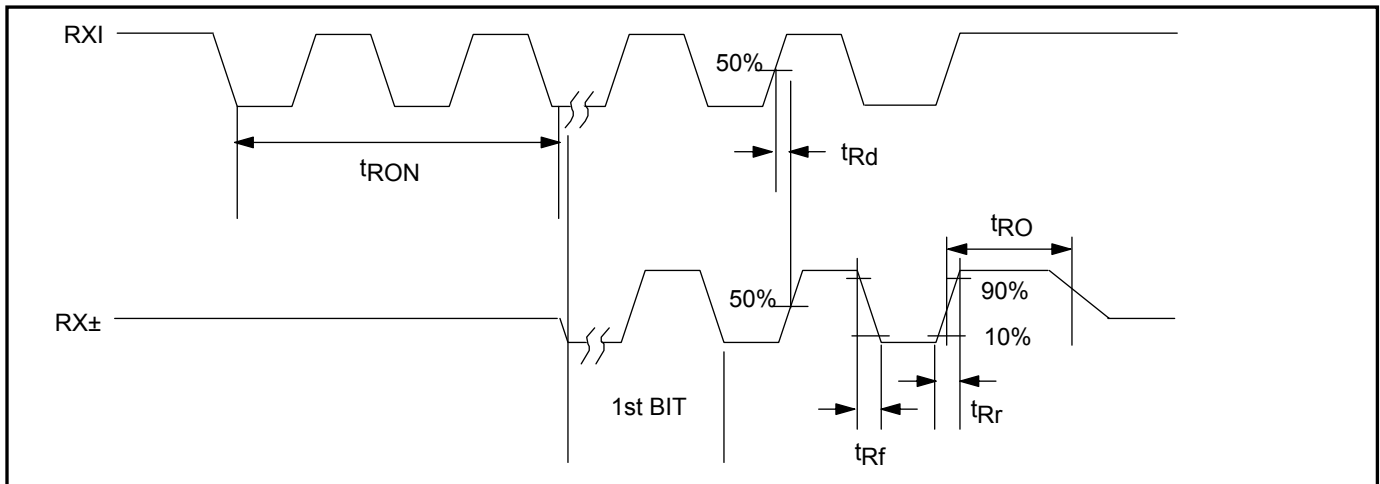 RXI
50%
tRd
tRON
tRO
50%
90%
RX±
10%
1st BIT
tRr
tRf